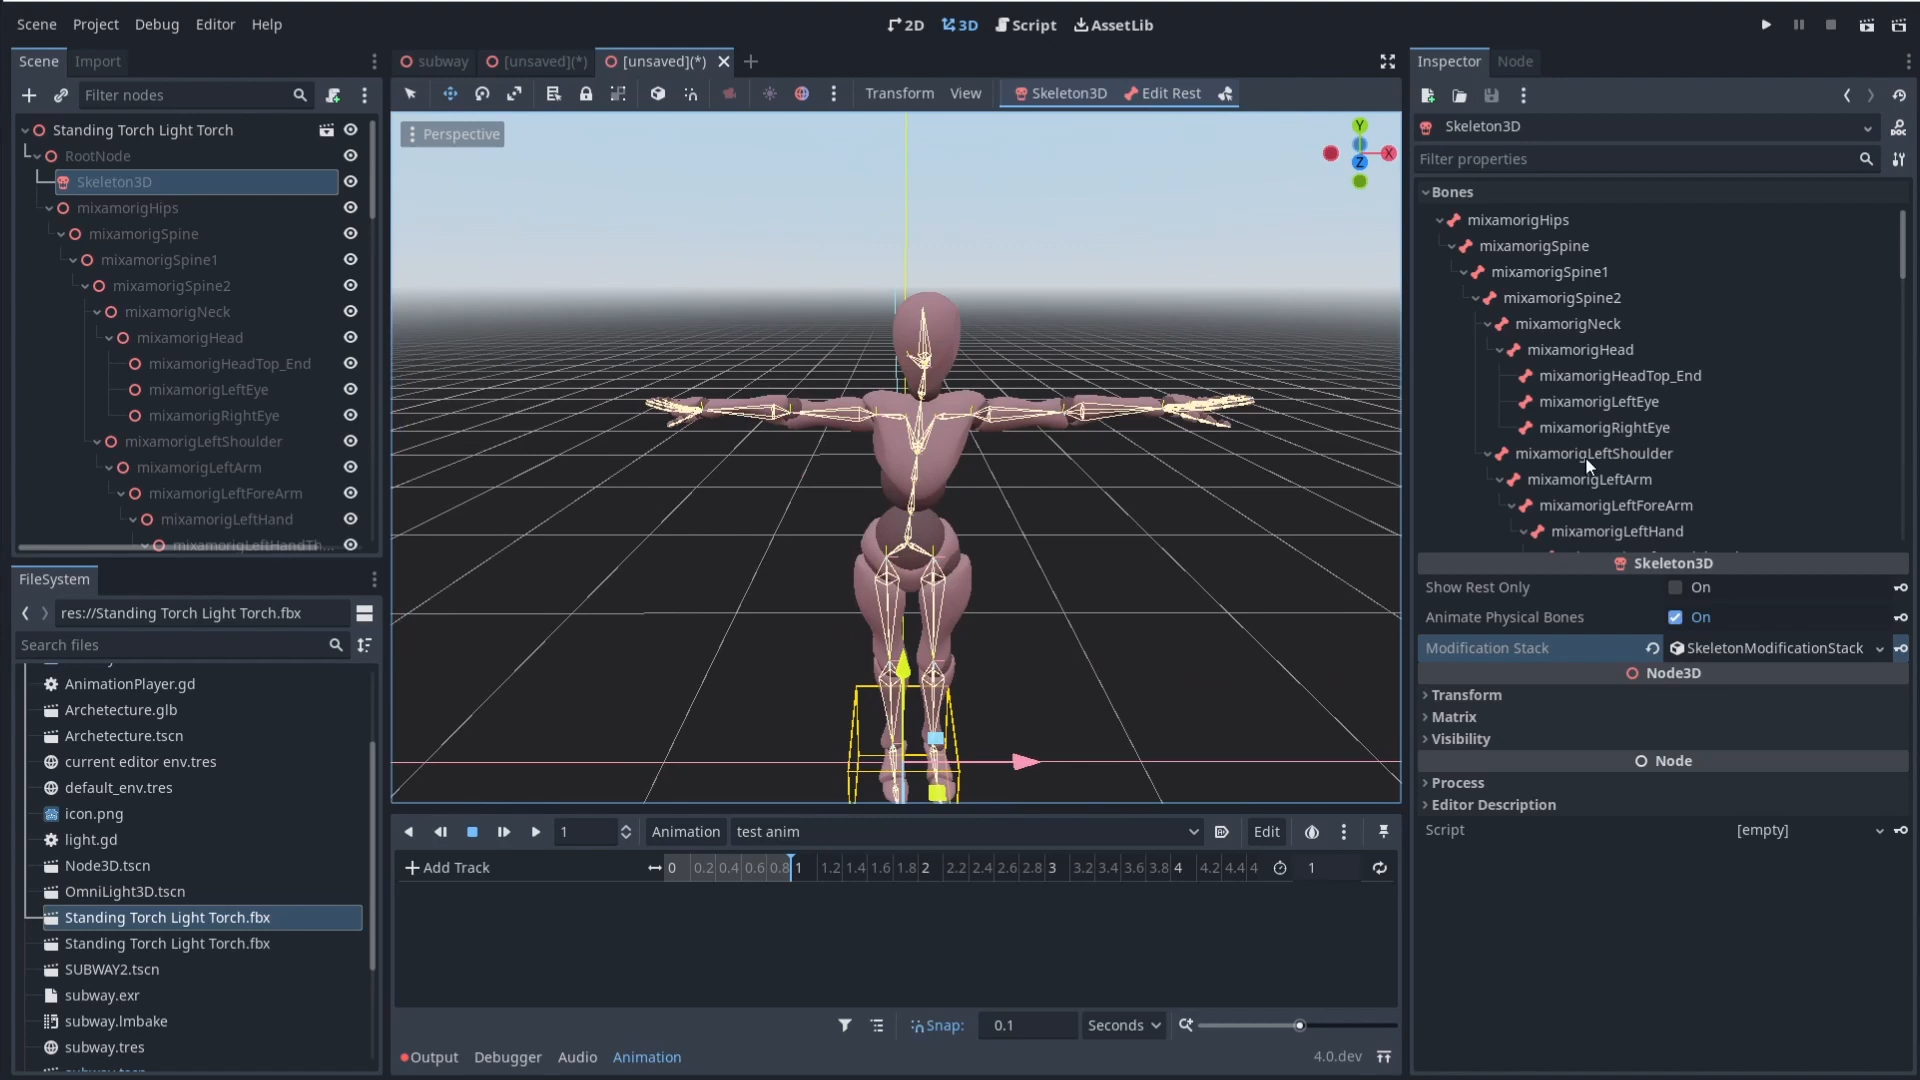 Scene Project Debug Editor Help
2D 3D Script AssetLib
Scene Import
Filter nodes
Standing Torch Light Torch
RootNode
Skeleton3D
mixamorigHips
mixamorigSpine
mixamorigSpine1
mixamorigSpine2
mixamorigNeck
mixamorigHead
mixamorigHeadTop_End
mixamorigLeftEye
mixamorigRightEye
mixamorigLeftShoulder
mixamorigLeftArm
mixamorigLeftForeArm
mixamorigLeftHand
mixamorigLeftHandTh...
FileSystem
res://Standing Torch Light Torch.fbx
Search files
AnimationPlayer.gd
Archetecture.glb
Archetecture.tscn
current editor env.tres
default_env.tres
icon.png
light.gd
Node3D.tscn
OmniLight3D.tscn
Standing Torch Light Torch.fbx
Standing Torch Light Torch.fbx
SUBWAY2.tscn
subway.exr
subway.lmbake
subway.tres
subway [unsaved](*) [unsaved](*)
Transform View Skeleton3D Edit Rest
Perspective
Y
X
Z
1 Animation test anim Edit
Add Track 0 0.2 0.4 0.6 0.8 1 1.2 1.4 1.6 1.8 2 2.2 2.4 2.6 2.8 3 3.2 3.4 3.6 3.8 4 4.2 4.4 4 1
Snap: 0.1 Seconds
Output Debugger Audio Animation 4.0.dev
Inspector Node
Skeleton3D
Filter properties
Bones
mixamorigHips
mixamorigSpine
mixamorigSpine1
mixamorigSpine2
mixamorigNeck
mixamorigHead
mixamorigHeadTop_End
mixamorigLeftEye
mixamorigRightEye
mixamorigLeftShoulder
mixamorigLeftArm
mixamorigLeftForeArm
mixamorigLeftHand
Skeleton3D
Show Rest Only On
Animate Physical Bones On
Modification Stack SkeletonModificationStack
Node3D
Transform
Matrix
Visibility
Node
Process
Editor Description
Script [empty]